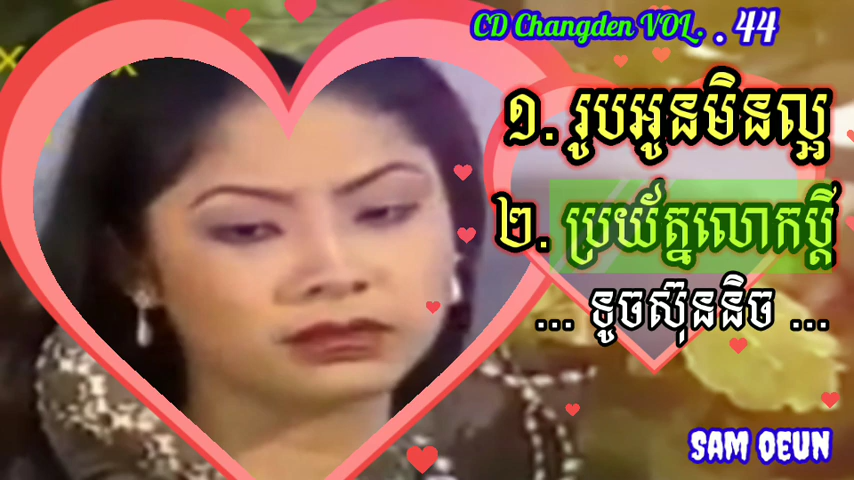 CD Changden VOL. . 44
១. រូបអូនមិនល្អ
២. ប្រយ័ត្នលោកប្ដី
... ទូចស៊ុននិច ...
SAM OEUN